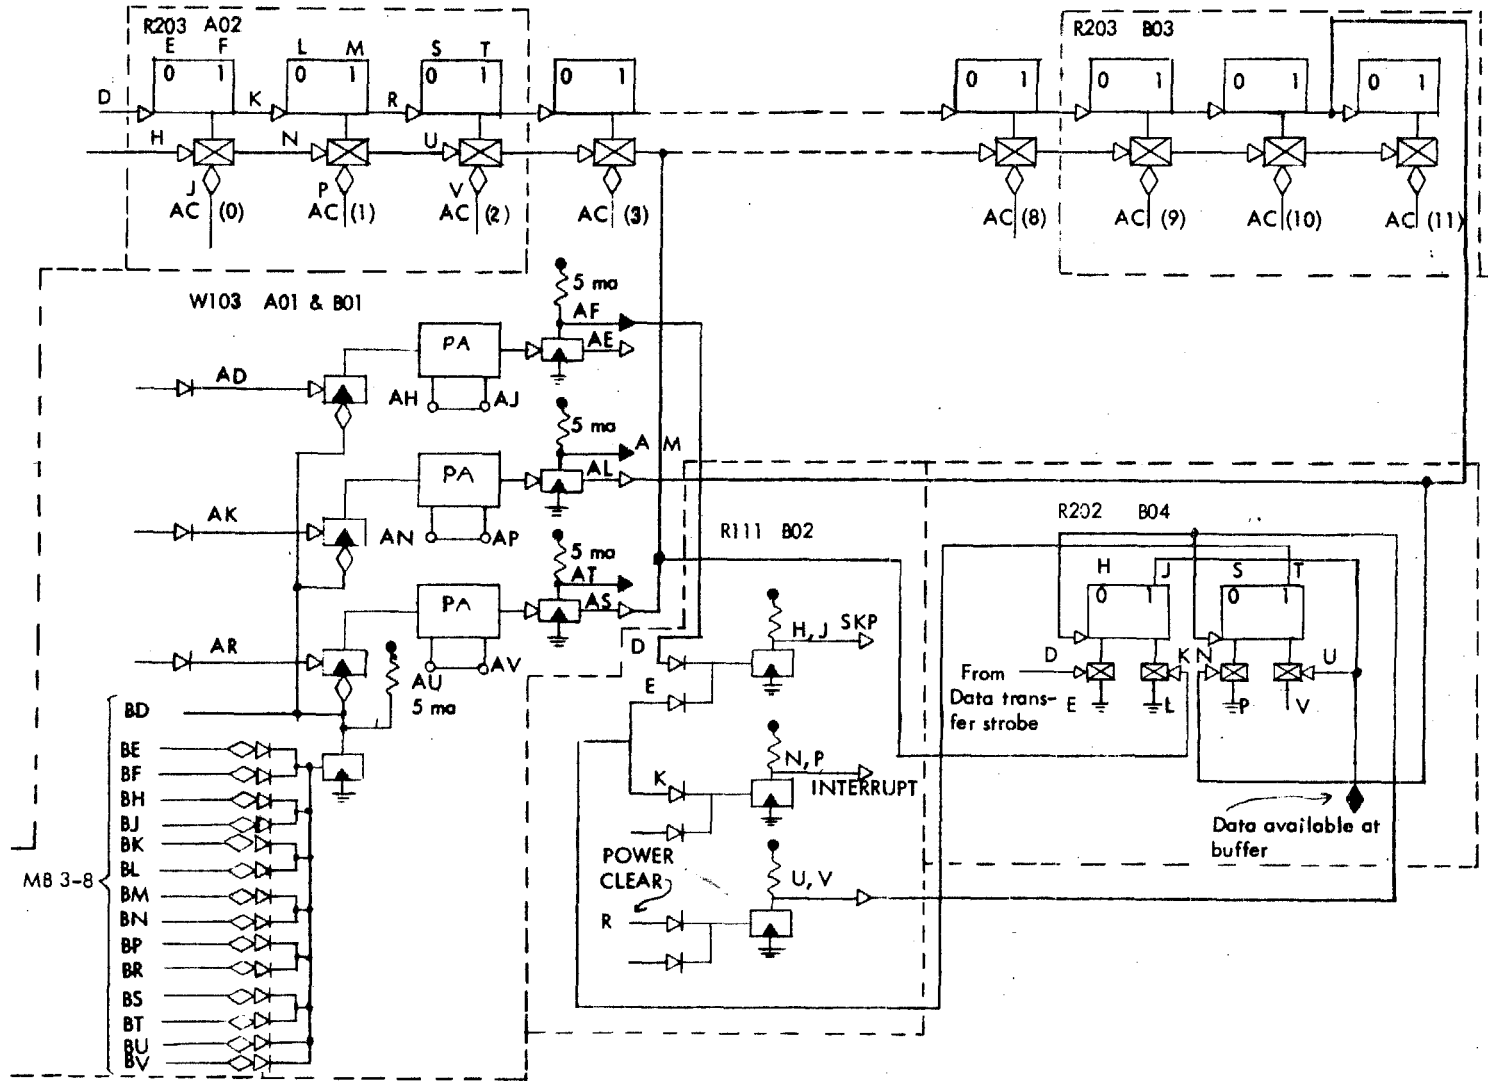 R203 A02
R203 B03
E F L M S T
0 1 0 1 0 1 0 1 0 1 0 1 0 1 0 1
D K R
H N U
J P V
AC (0) AC (1) AC (2) AC (3) AC (8) AC (9) AC (10) AC (11)
W103 A01 & B01
5 ma
AF
PA
AE
AD
AH AJ
5 ma
A M
PA
AL
AK
AN AP
R111 B02
R202 B04
5 ma
AT
PA
AS
H J S T
0 1 0 1
H, J SKP
AR
AU AV
5 ma
D
E
D K N U
From
Data trans-
fer strobe
E L P V
BD
BE
BF
BH
BJ
BK
BL
BM
BN
BP
BR
BS
BT
BU
BV
MB 3-8
K
N, P
INTERRUPT
Data available at
buffer
POWER
CLEAR
U, V
R